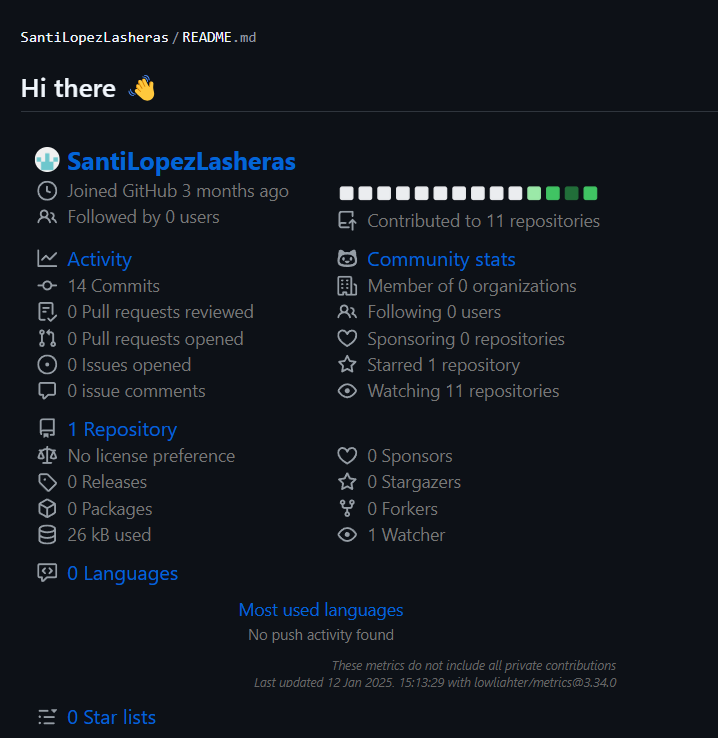 SantiLopezLasheras/README.md
Hi there 👋
SantiLopezLasheras
Joined GitHub 3 months ago
Followed by 0 users
Contributed to 11 repositories
Activity
14 Commits
0 Pull requests reviewed
0 Pull requests opened
0 Issues opened
0 issue comments
Community stats
Member of 0 organizations
Following 0 users
Sponsoring 0 repositories
Starred 1 repository
Watching 11 repositories
1 Repository
No license preference
0 Releases
0 Packages
26 kB used
0 Sponsors
0 Stargazers
0 Forkers
1 Watcher
0 Languages
Most used languages
No push activity found
These metrics do not include all private contributions
Last updated 12 Jan 2025, 15:13:29 with lowlighter/metrics@3.34.0
0 Star lists